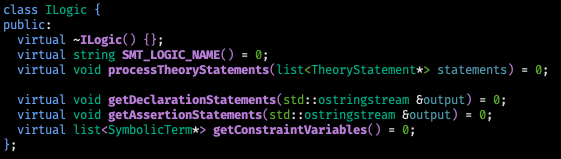 class ILogic {
public:
  virtual ~ILogic() {};
  virtual string SMT_LOGIC_NAME() = 0;
  virtual void processTheoryStatements(list<TheoryStatement*> statements) = 0;

  virtual void getDeclarationStatements(std::ostringstream &output) = 0;
  virtual void getAssertionStatements(std::ostringstream &output) = 0;
  virtual list<SymbolicTerm*> getConstraintVariables() = 0;
};